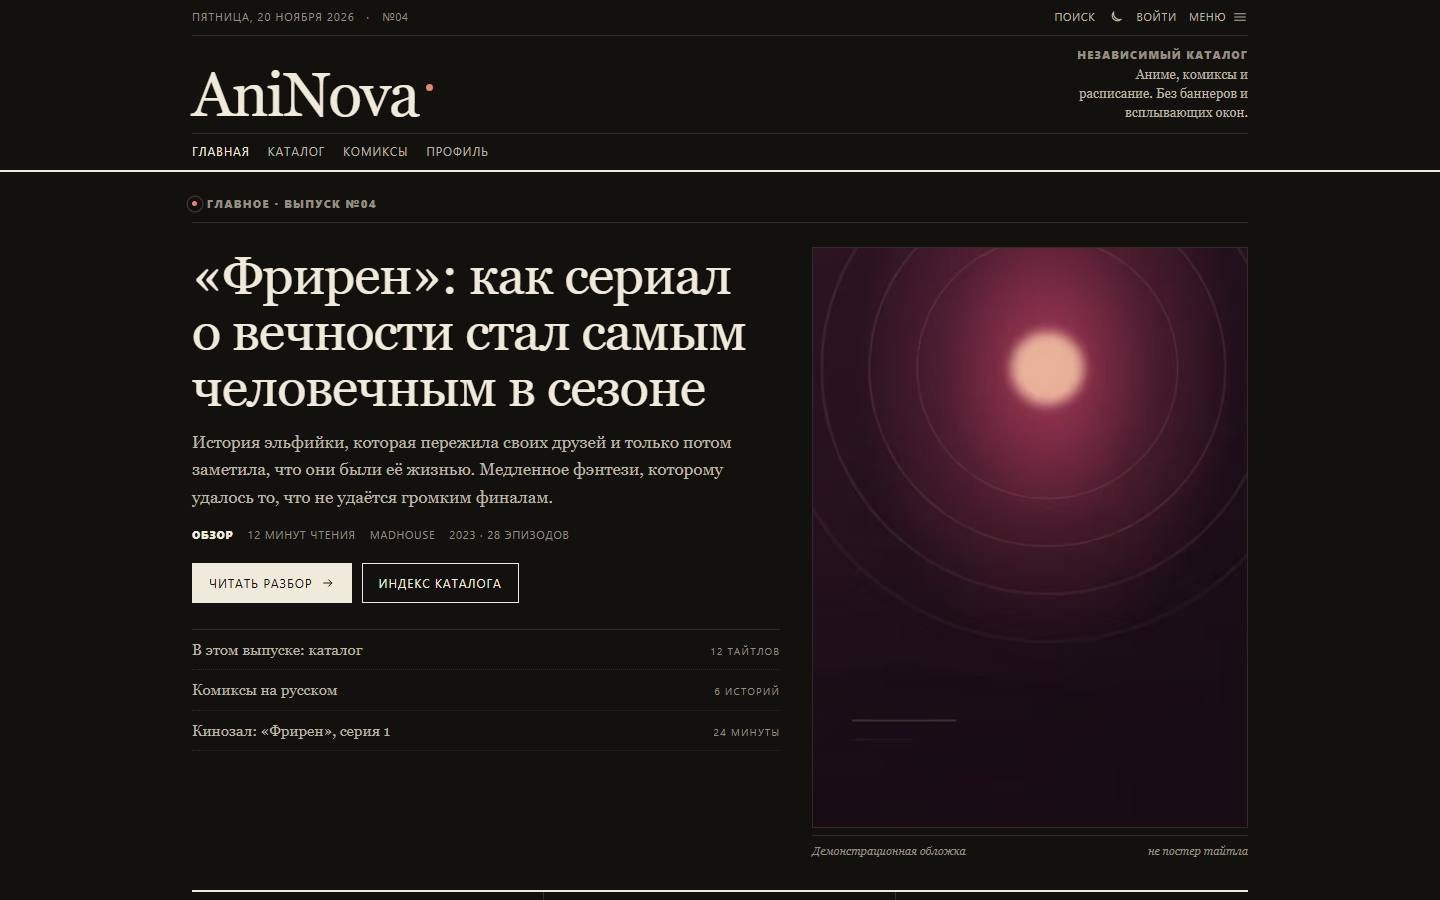 ПЯТНИЦА, 20 НОЯБРЯ 2026 · №04
ПОИСК ВОЙТИ МЕНЮ
НЕЗАВИСИМЫЙ КАТАЛОГ
Аниме, комиксы и
расписание. Без баннеров и
всплывающих окон.
AniNova
ГЛАВНАЯ КАТАЛОГ КОМИКСЫ ПРОФИЛЬ
ГЛАВНОЕ · ВЫПУСК №04
«Фрирен»: как сериал
о вечности стал самым
человечным в сезоне
История эльфийки, которая пережила своих друзей и только потом
заметила, что они были её жизнью. Медленное фэнтези, которому
удалось то, что не удаётся громким финалам.
ОБЗОР 12 МИНУТ ЧТЕНИЯ MADHOUSE 2023 · 28 ЭПИЗОДОВ
ЧИТАТЬ РАЗБОР → ИНДЕКС КАТАЛОГА
В этом выпуске: каталог 12 ТАЙТЛОВ
Комиксы на русском 6 ИСТОРИЙ
Кинозал: «Фрирен», серия 1 24 МИНУТЫ
Демонстрационная обложка не постер тайтла